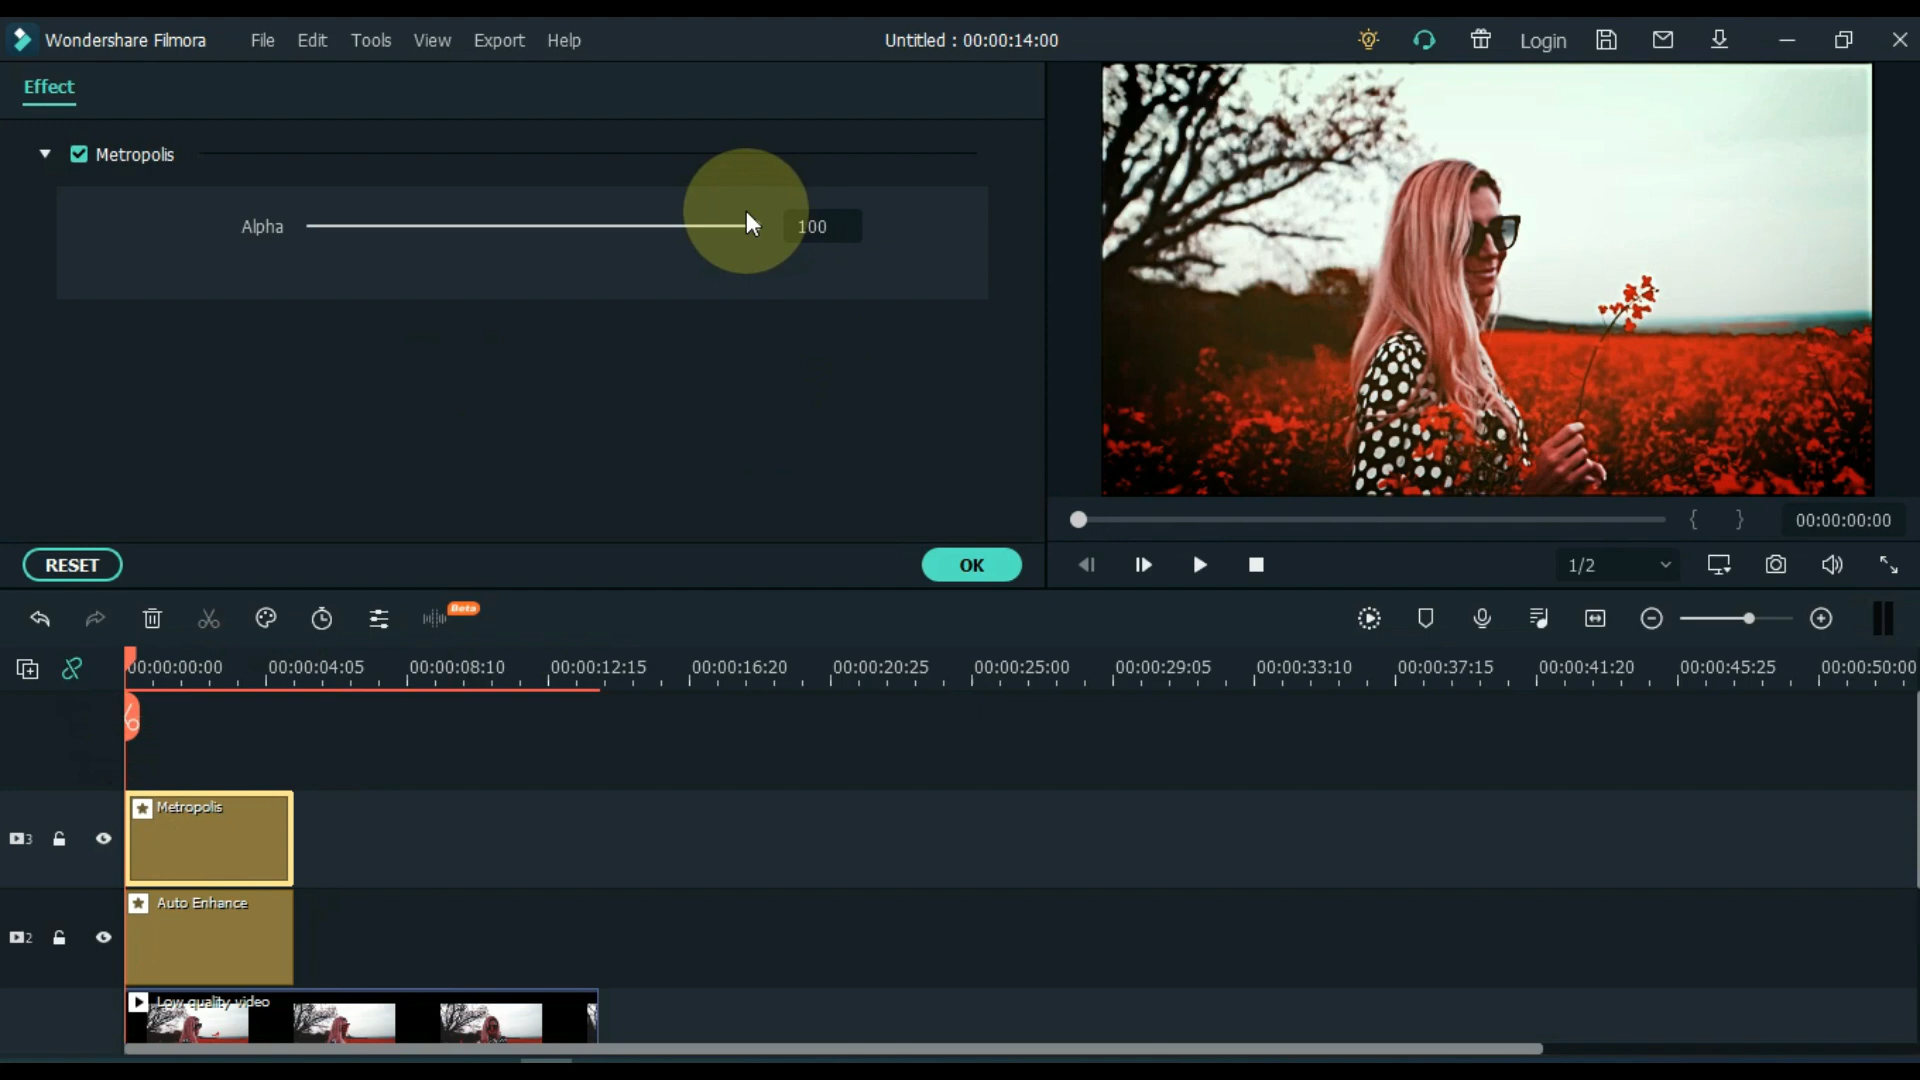 Wondershare Filmora File Edit Tools View Export Help Untitled : 00:00:14:00 Login
Effect
Metropolis
Alpha 100
00:00:00:00
RESET OK 1/2
Beta
00:00:00:00 00:00:04:05 00:00:08:10 00:00:12:15 00:00:16:20 00:00:20:25 00:00:25:00 00:00:29:05 00:00:33:10 00:00:37:15 00:00:41:20 00:00:45:25 00:00:50:00
Metropolis
3
Auto Enhance
2
Low quality video